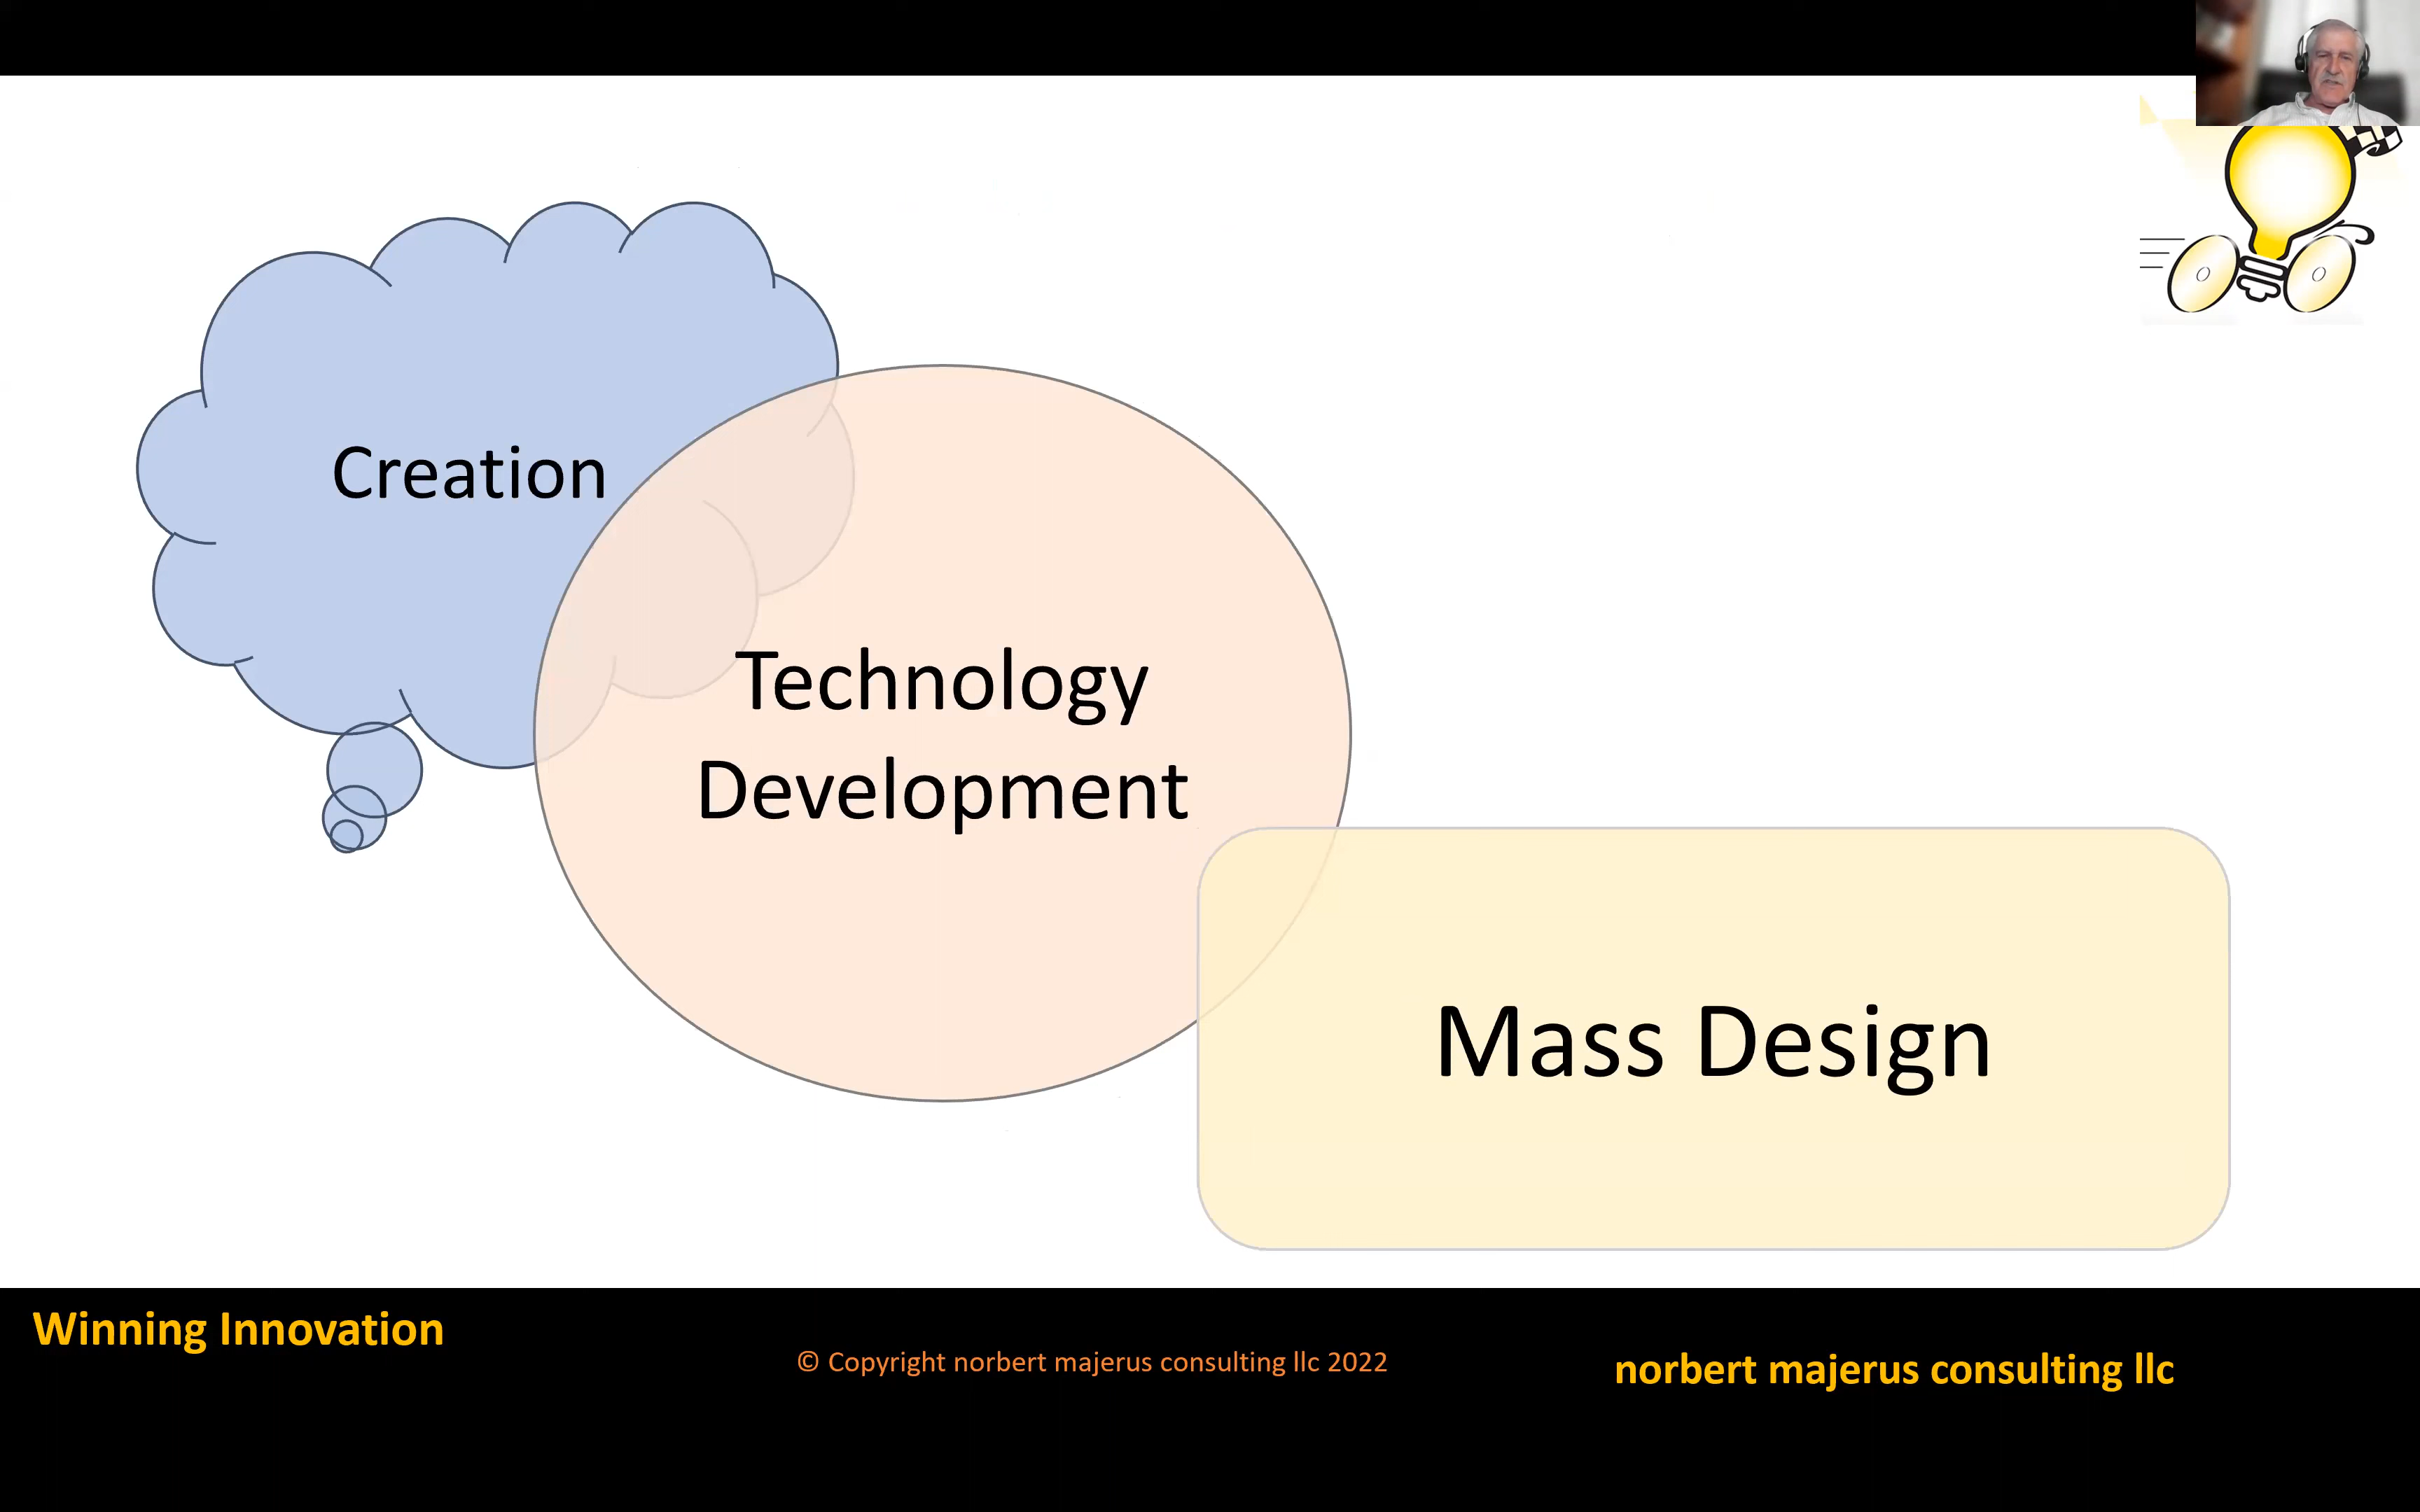 Creation
Technology
Development
Mass Design
Winning Innovation
© Copyright norbert majerus consulting llc 2022
norbert majerus consulting llc